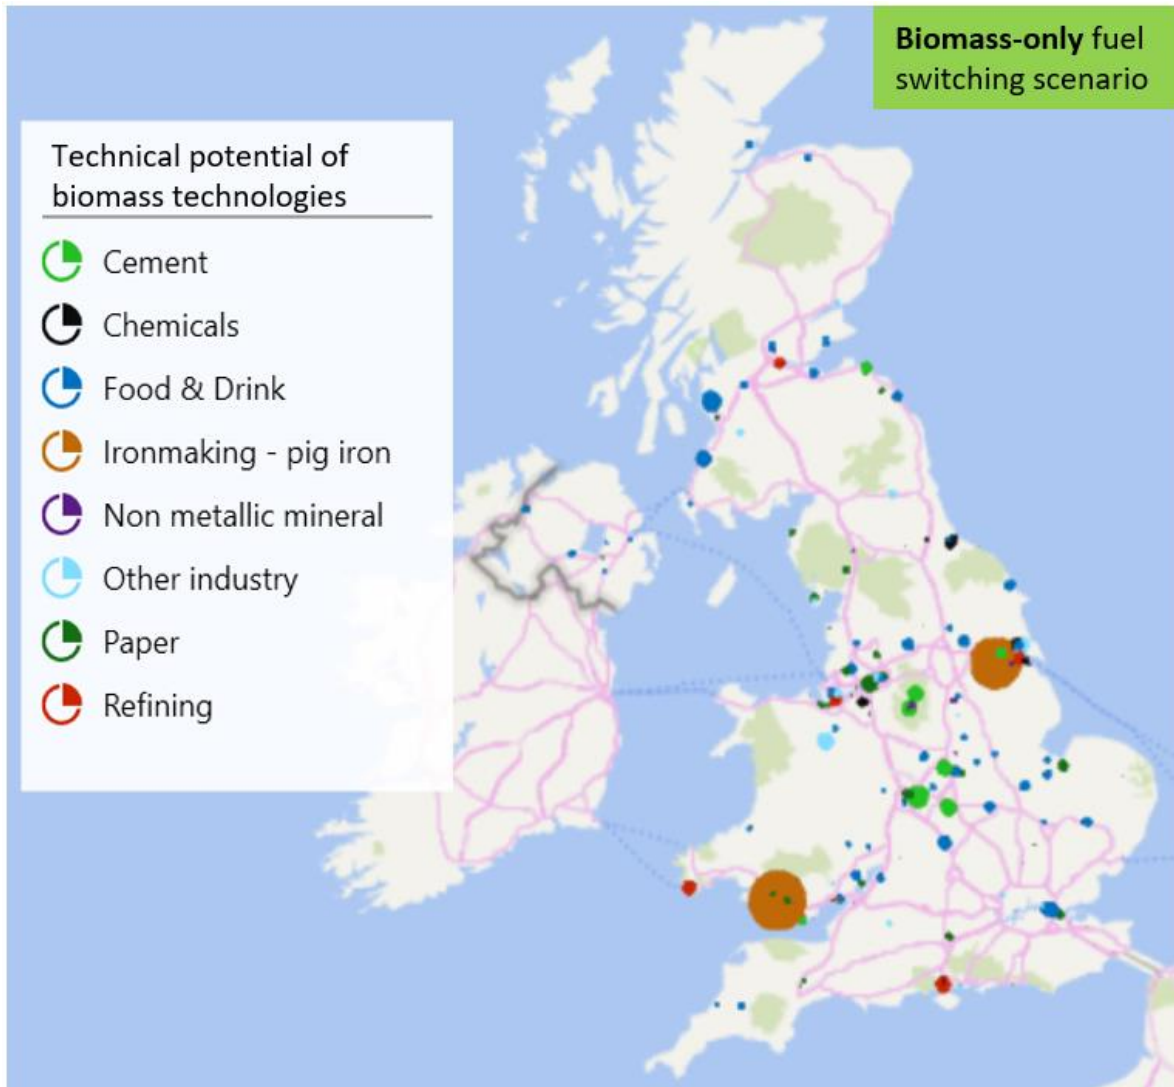 Biomass-only fuel
switching scenario
Technical potential of
biomass technologies
Cement
Chemicals
Food & Drink
Ironmaking - pig iron
Non metallic mineral
Other industry
Paper
Refining